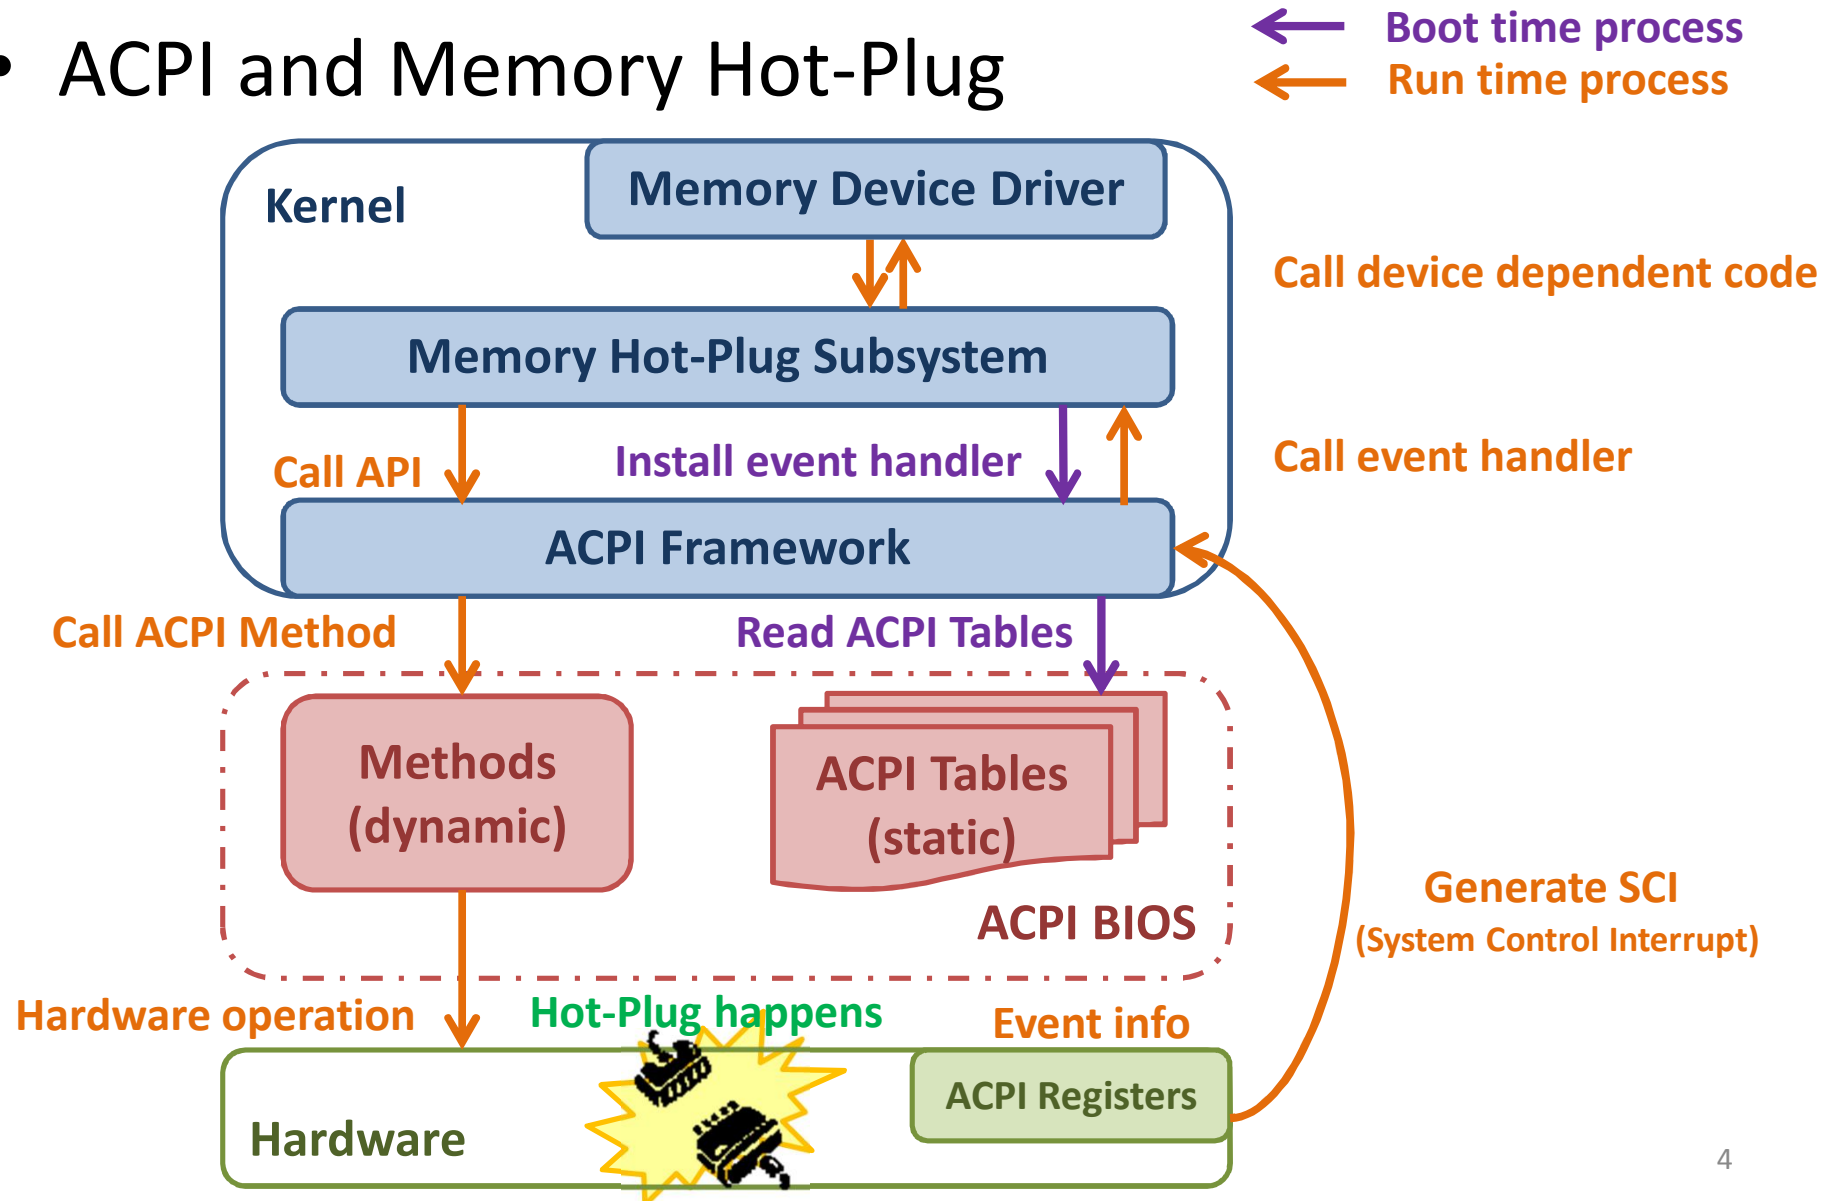 • ACPI and Memory Hot-Plug
Boot time process
Run time process
Kernel
Memory Device Driver
Call device dependent code
Memory Hot-Plug Subsystem
Call API
Install event handler
Call event handler
ACPI Framework
Call ACPI Method
Read ACPI Tables
Methods
(dynamic)
ACPI Tables
(static)
ACPI BIOS
Generate SCI
(System Control Interrupt)
Hardware operation
Hot-Plug happens
Event info
ACPI Registers
Hardware
4